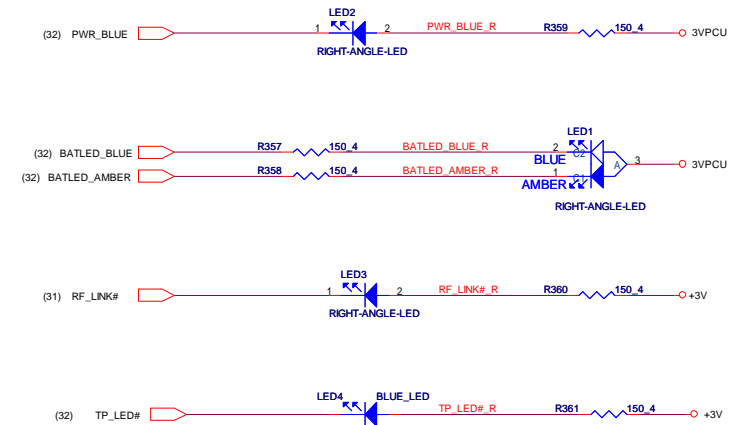 LED2
(32) PWR_BLUE 1 2 PWR_BLUE_R R359 150_4 3VPCU
RIGHT-ANGLE-LED
LED1
(32) BATLED_BLUE R357 150_4 BATLED_BLUE_R 2 C2
BLUE A 3 3VPCU
(32) BATLED_AMBER R358 150_4 BATLED_AMBER_R 1 C1
AMBER
RIGHT-ANGLE-LED
LED3
(31) RF_LINK# 1 2 RF_LINK#_R R360 150_4 +3V
RIGHT-ANGLE-LED
LED4 BLUE_LED
(32) TP_LED# TP_LED#_R R361 150_4 +3V